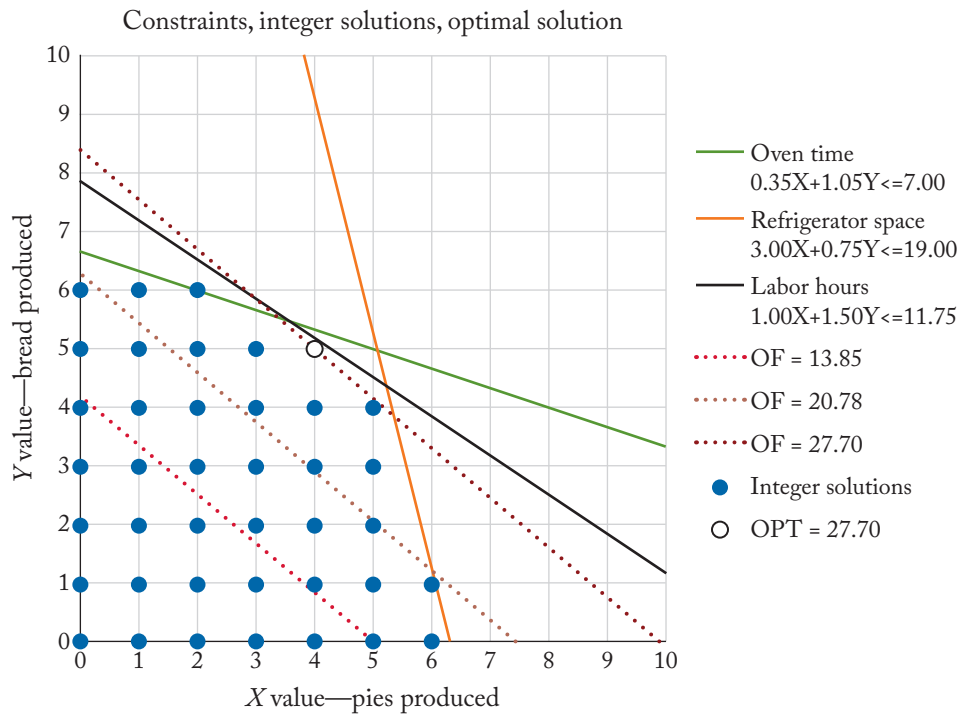 Constraints, integer solutions, optimal solution
10
9
8
7
6
5
4
3
2
1
0
Y value—bread produced
0 1 2 3 4 5 6 7 8 9 10
X value—pies produced
Oven time
0.35X+1.05Y<=7.00
Refrigerator space
3.00X+0.75Y<=19.00
Labor hours
1.00X+1.50Y<=11.75
OF = 13.85
OF = 20.78
OF = 27.70
Integer solutions
OPT = 27.70